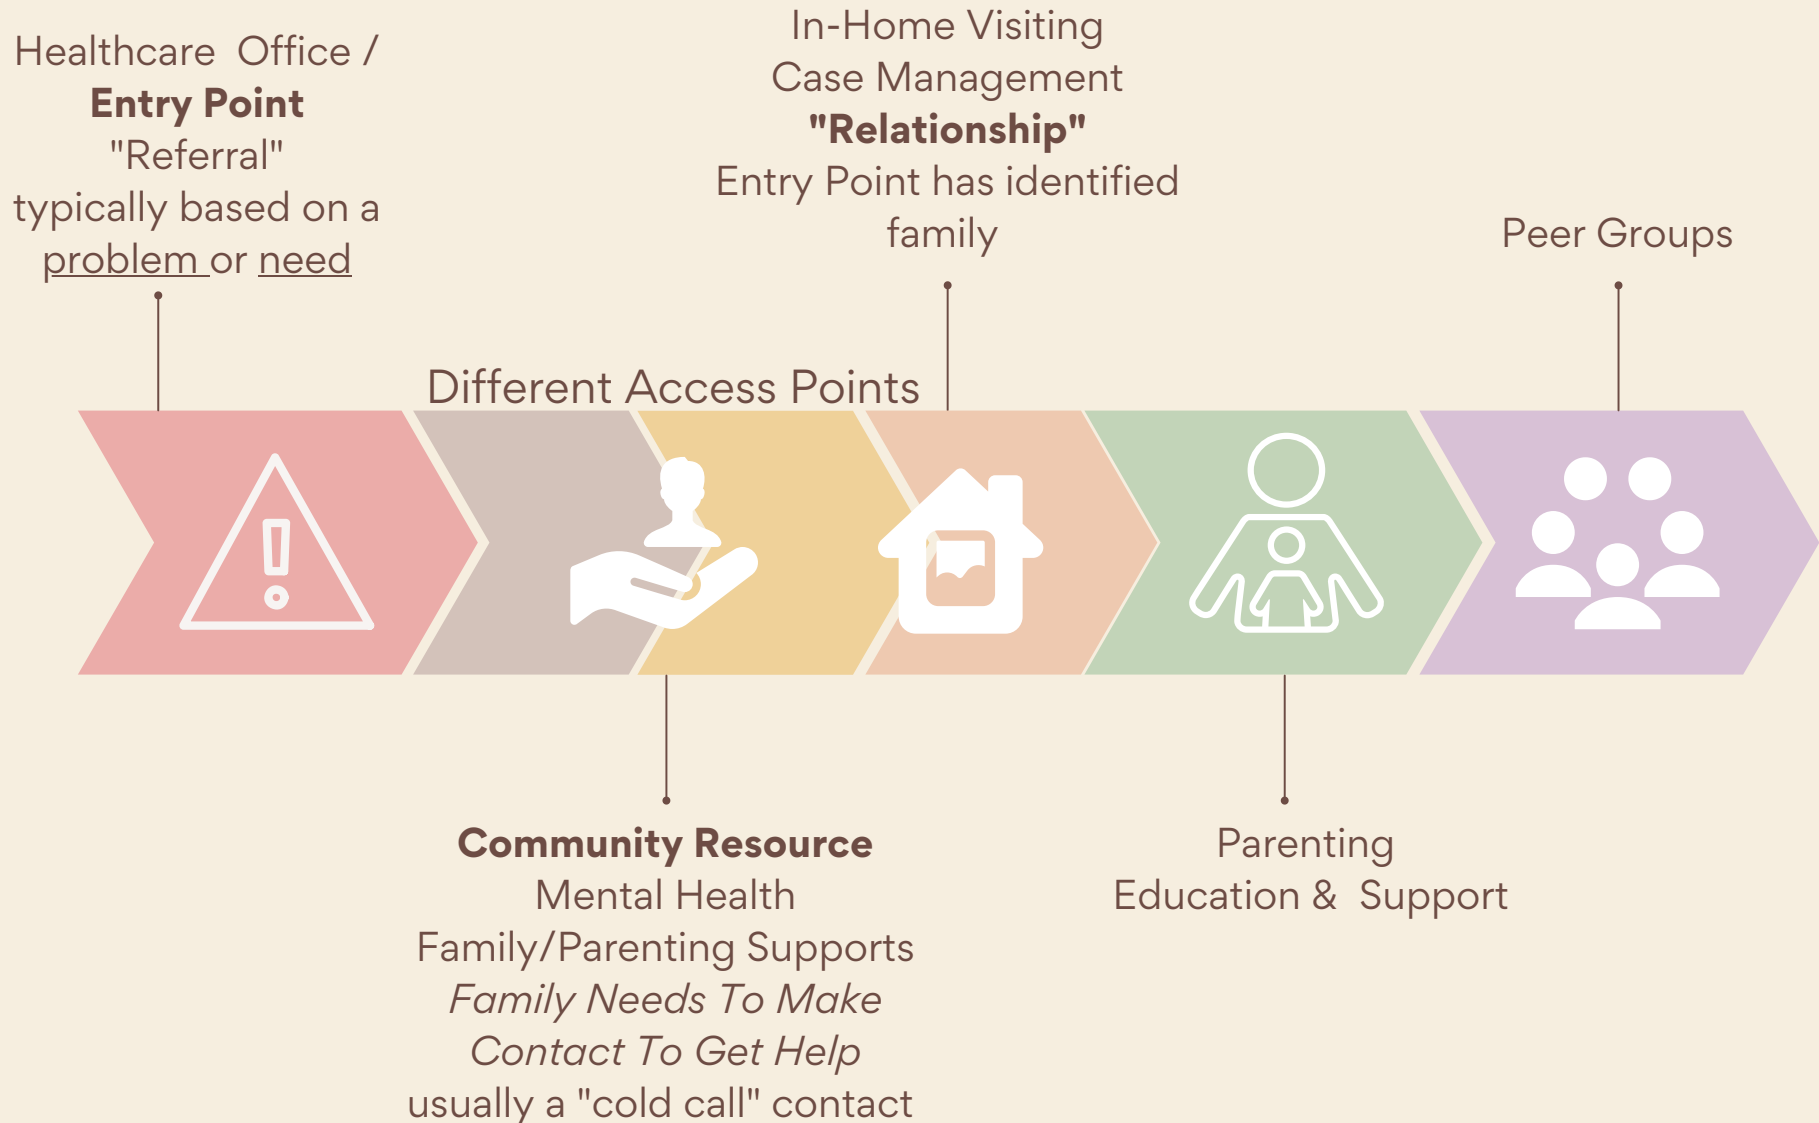 Healthcare  Office /
Entry Point
"Referral"
typically based on a
problem or need
In-Home Visiting
Case Management
"Relationship"
Entry Point has identified
family
Peer Groups
Different Access Points
Community Resource
Mental Health
Family/Parenting Supports
Family Needs To Make
Contact To Get Help
usually a "cold call" contact
Parenting
Education &  Support